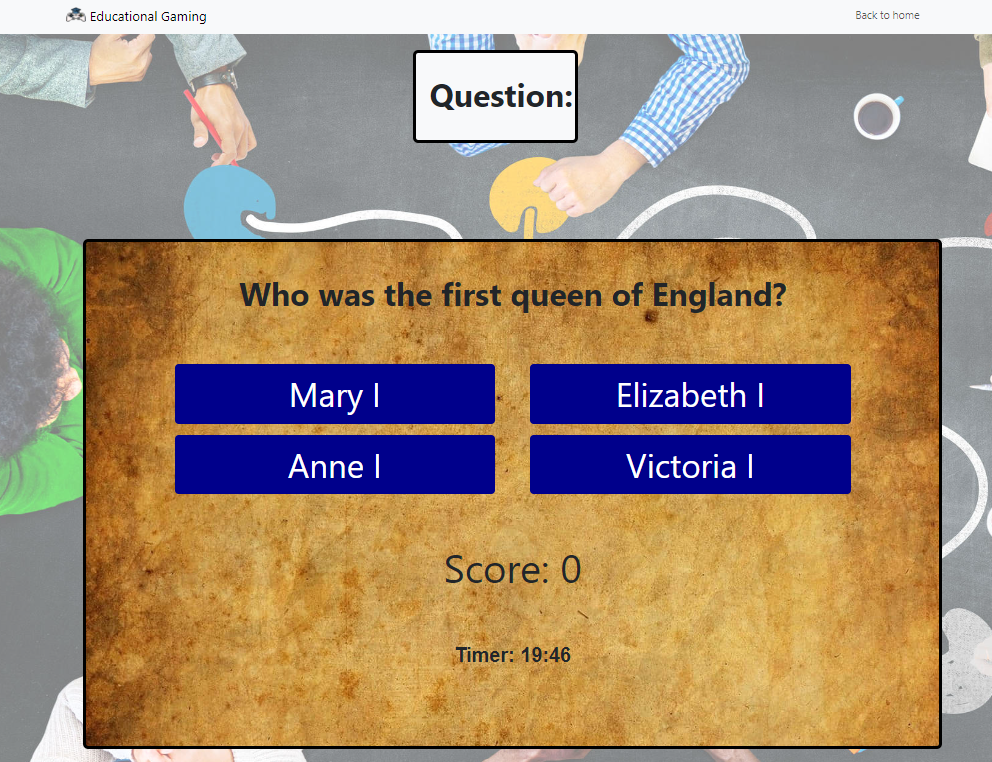 Educational Gaming
Back to home
Question:
Who was the first queen of England?
Mary I
Elizabeth I
Anne I
Victoria I
Score: 0
Timer: 19:46